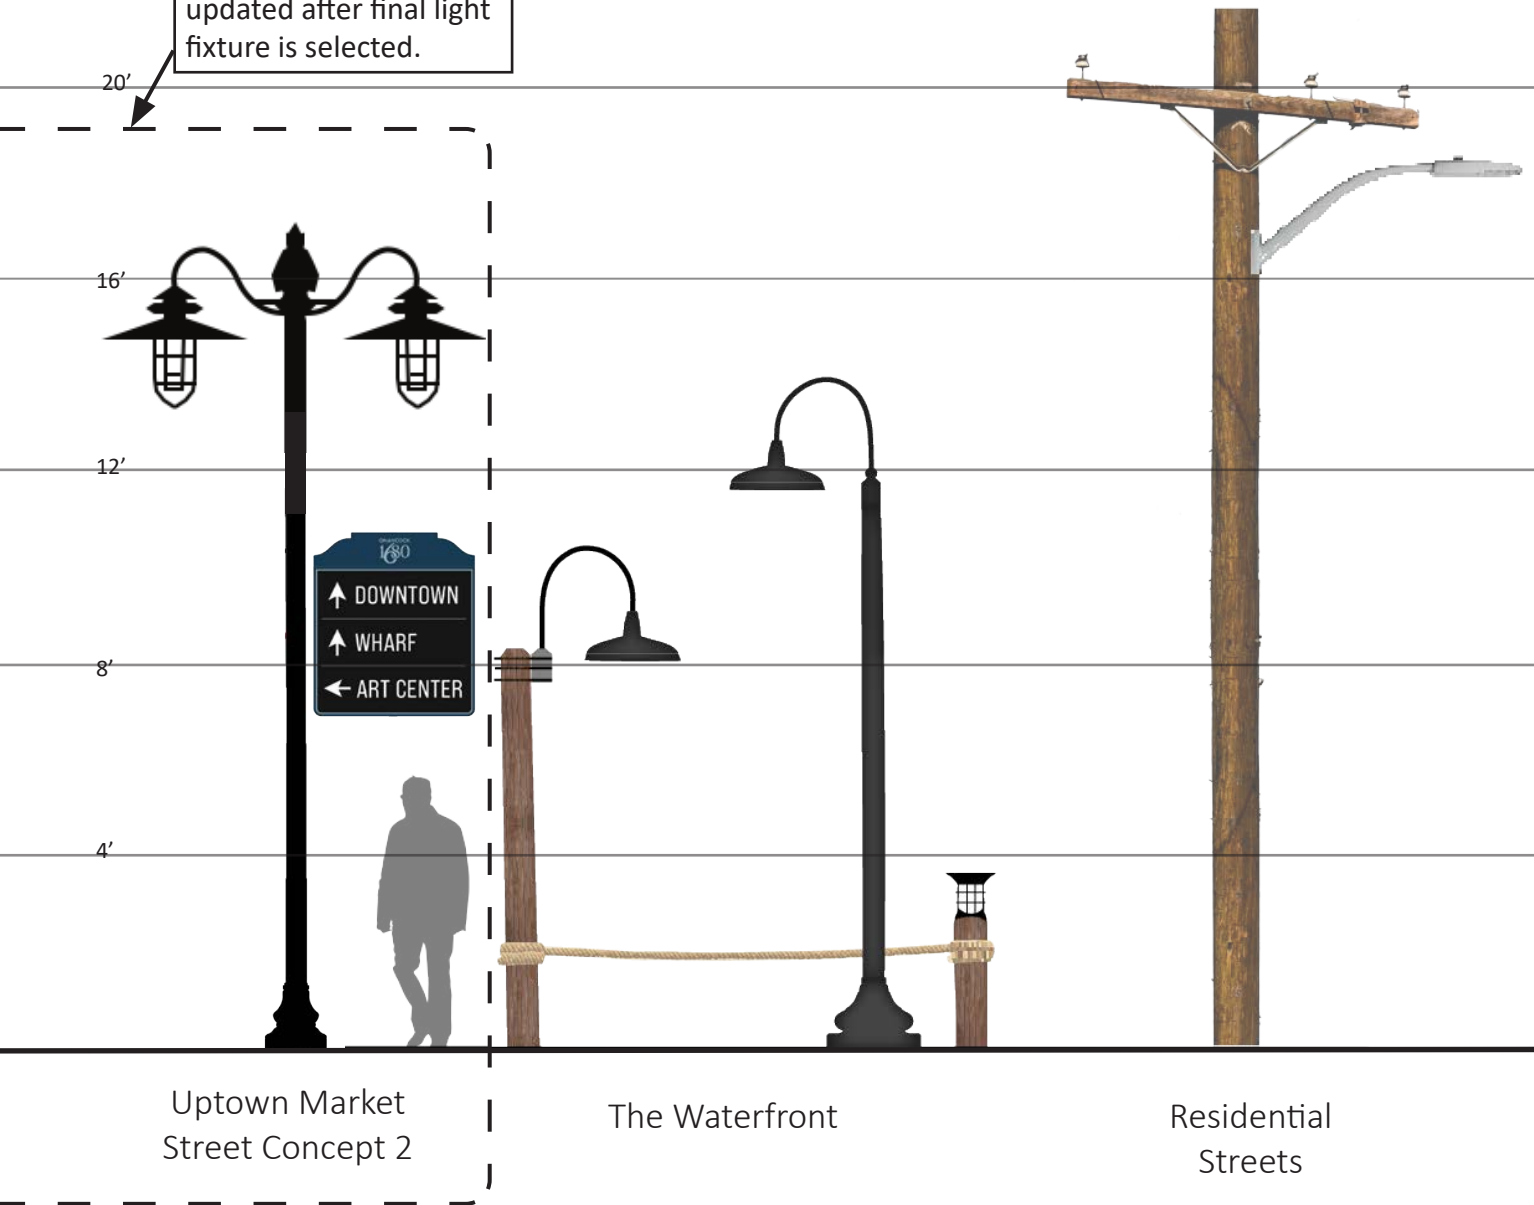 updated after final light
fixture is selected.
20’
16’
12’
8’
4’
ONANCOCK
1680
DOWNTOWN
WHARF
ART CENTER
Uptown Market
Street Concept 2
The Waterfront
Residential
Streets